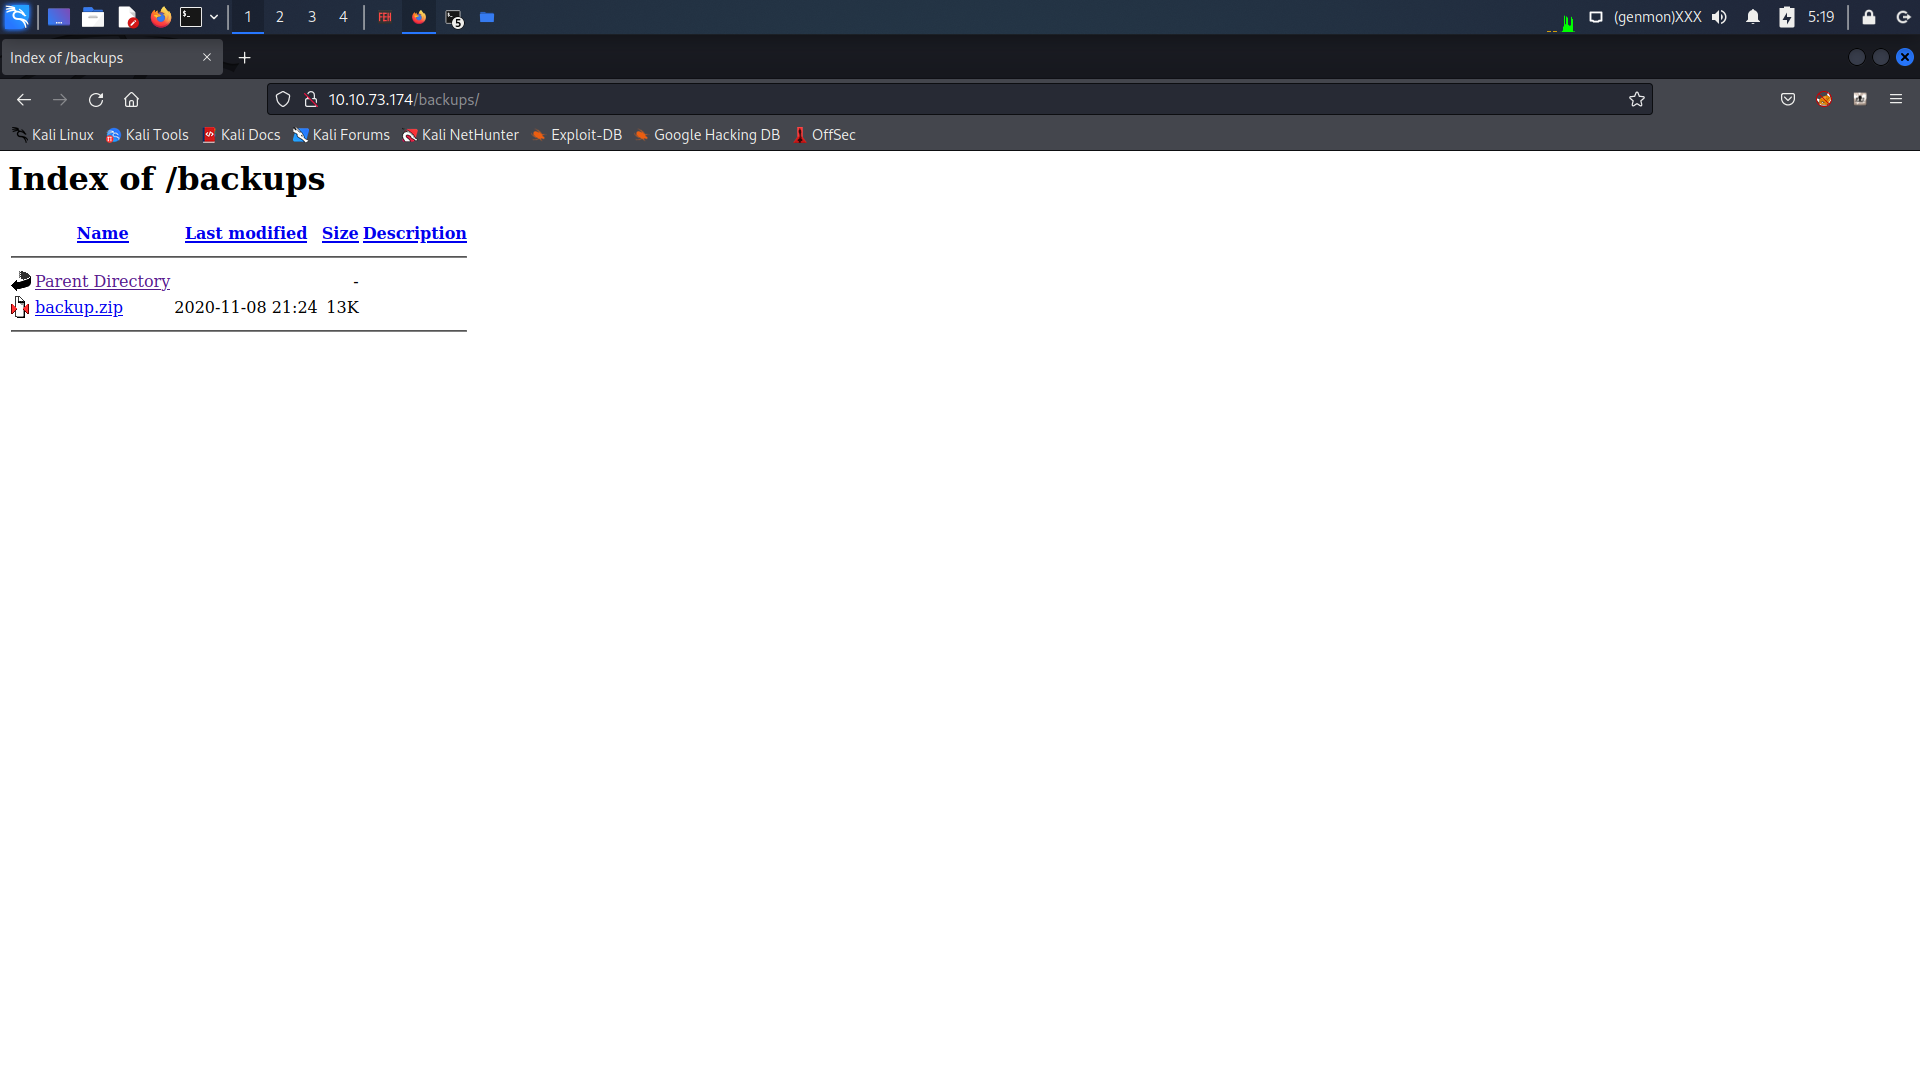 1 2 3 4 FEH 5 (genmon)XXX 5:19
Index of /backups
10.10.73.174/backups/
Kali Linux Kali Tools Kali Docs Kali Forums Kali NetHunter Exploit-DB Google Hacking DB OffSec
Index of /backups
Name Last modified Size Description
Parent Directory -
backup.zip 2020-11-08 21:24 13K